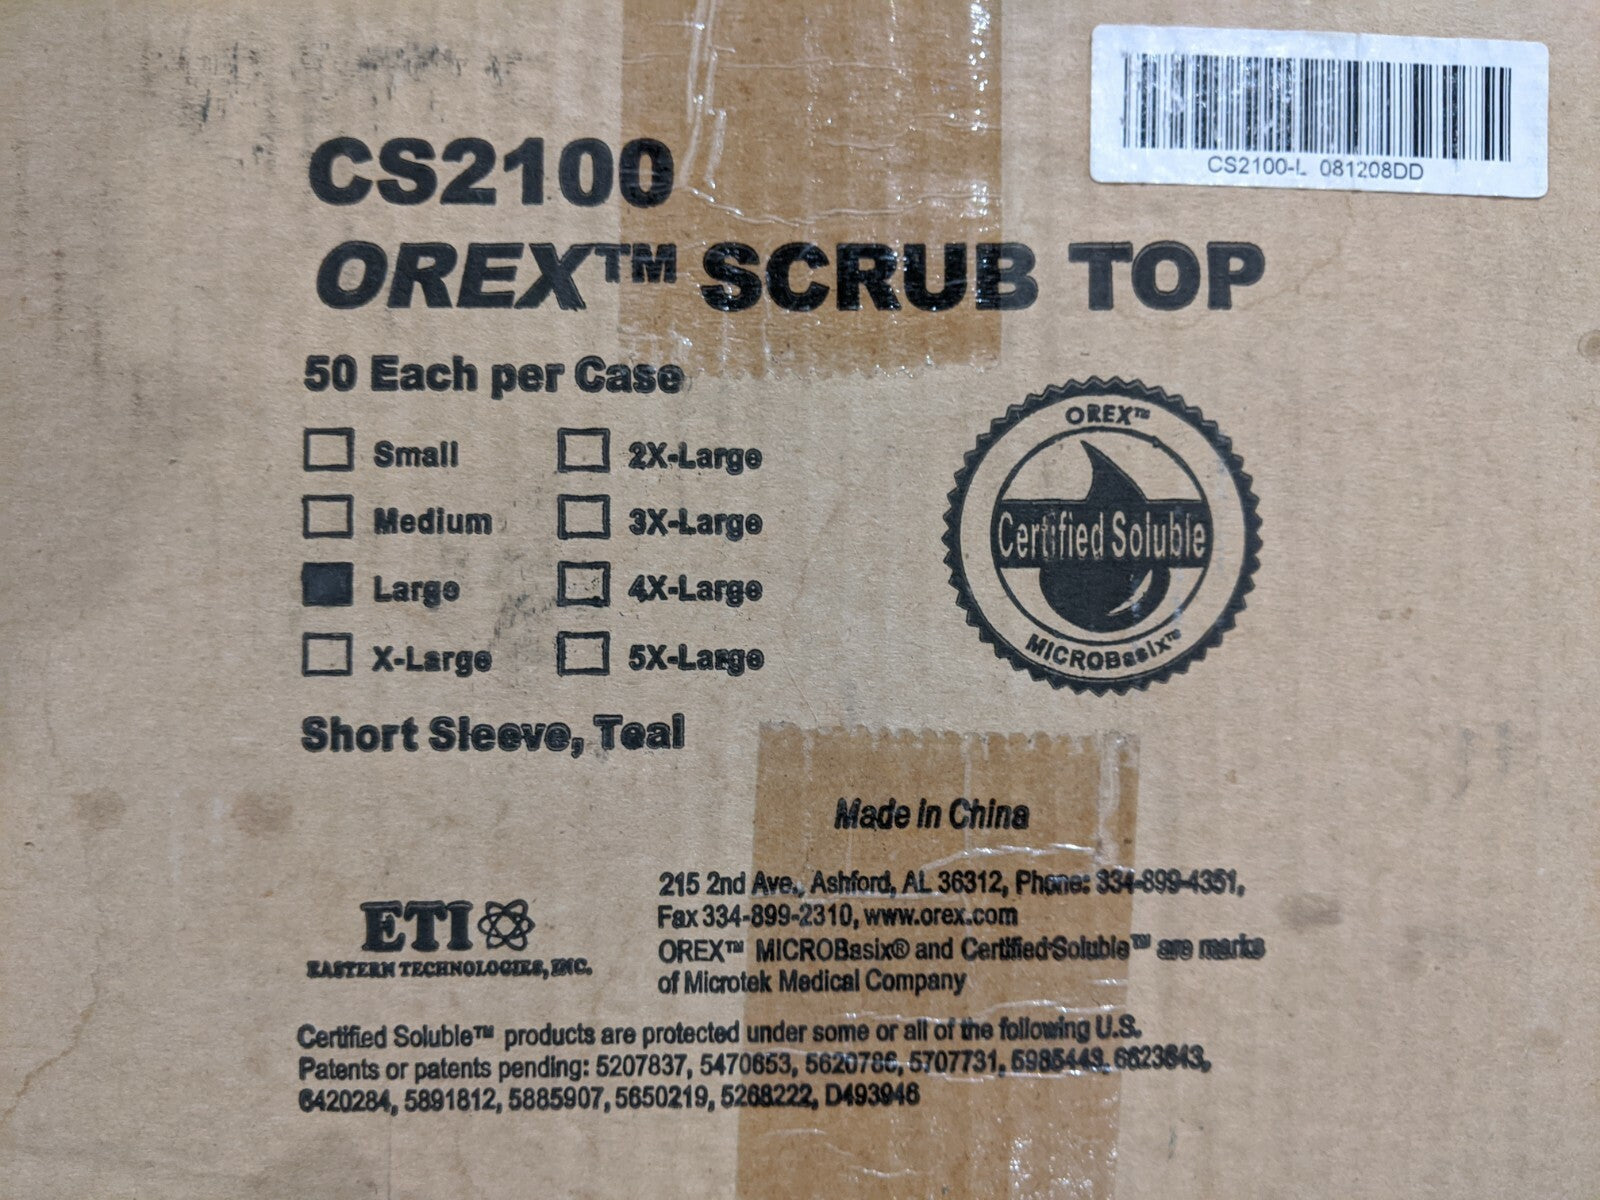 CS2100-L 081208DD
CS2100
OREX™ SCRUB TOP
50 Each per Case
Small
2X-Large
Medium
3X-Large
Large
4X-Large
X-Large
5X-Large
OREX™
Certified Soluble
MICROBasix™
Short Sleeve, Teal
Made in China
ETI
EASTERN TECHNOLOGIES, INC.
215 2nd Ave., Ashford, AL 36312, Phone: 334-899-4351,
Fax 334-899-2310, www.orex.com
OREX™ MICROBasix® and Certified Soluble™ are marks
of Microtek Medical Company
Certified Soluble™ products are protected under some or all of the following U.S.
Patents or patents pending: 5207837, 5470653, 5620786, 5707731, 5985443, 6623643,
6420284, 5891812, 5885907, 5650219, 5268222, D493946